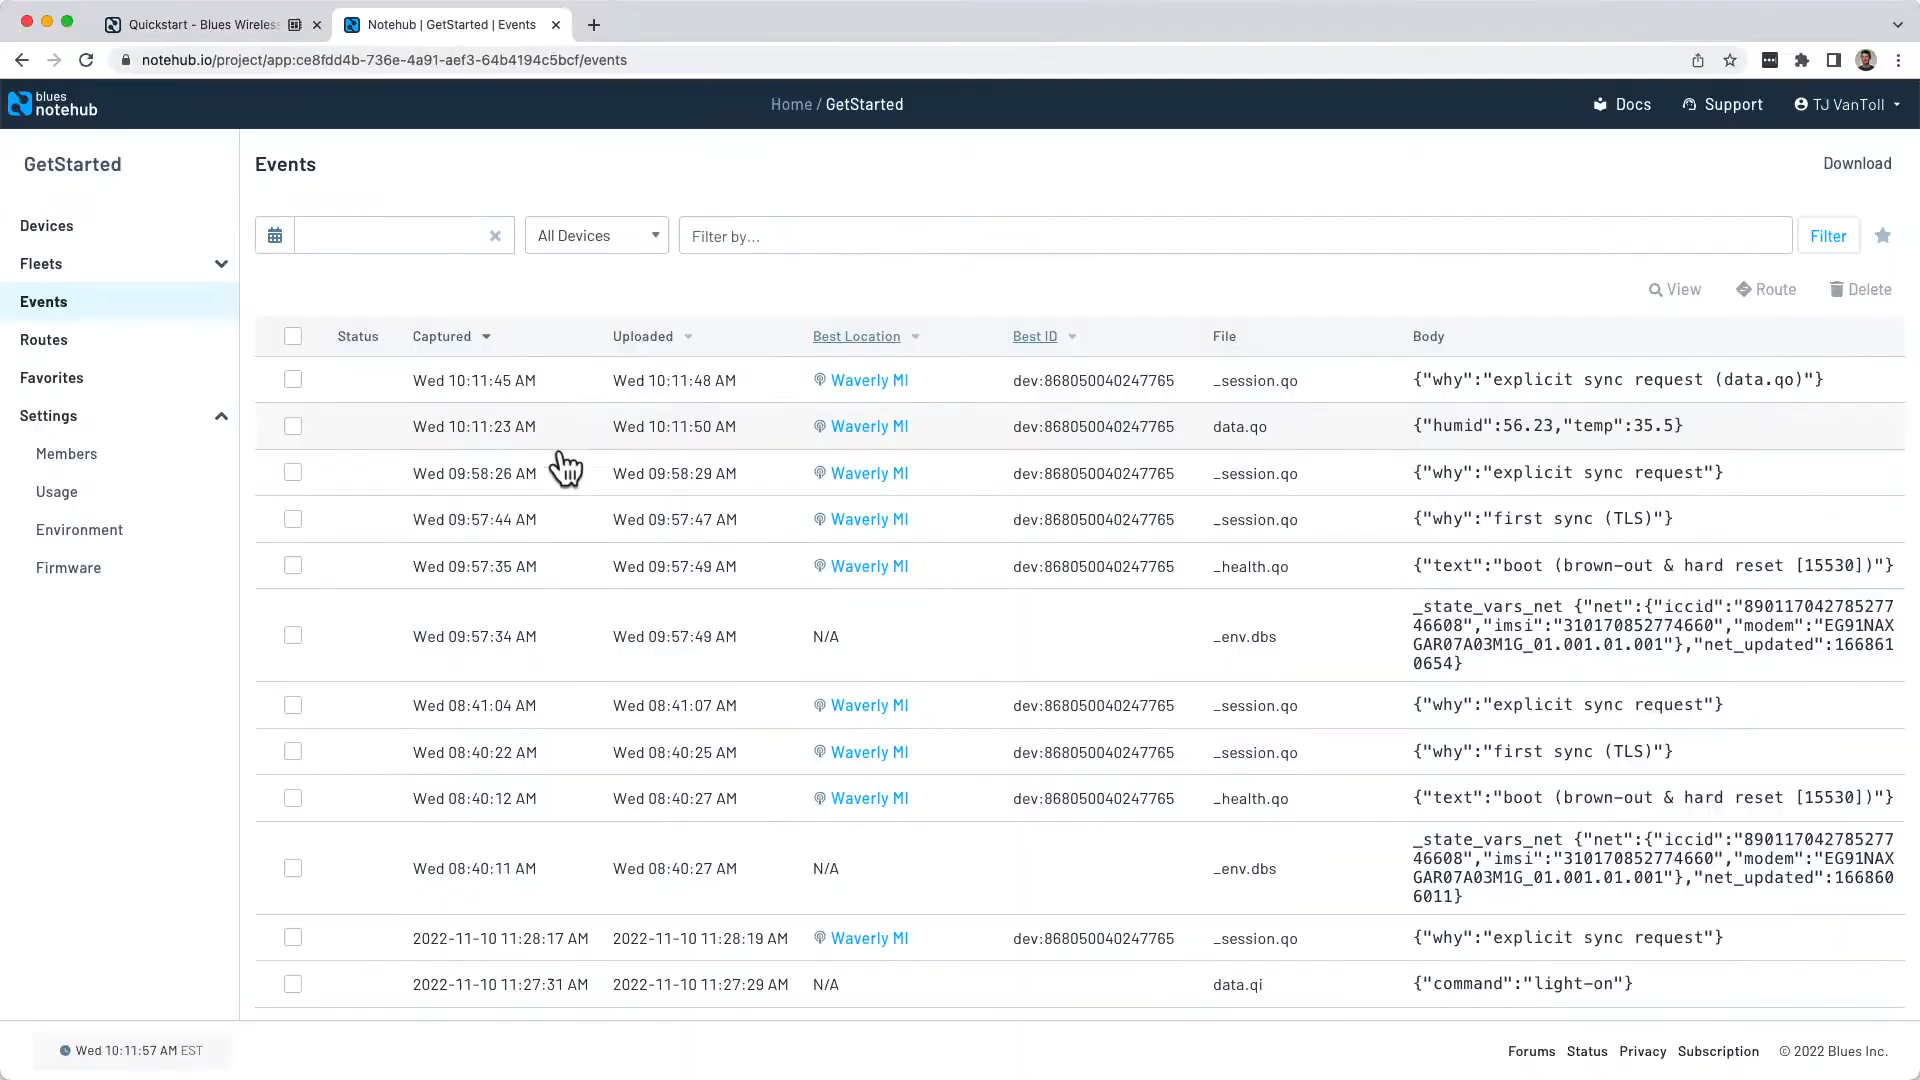 Quickstart - Blues Wireless
Notehub | GetStarted | Events
notehub.io/project/app:ce8fdd4b-736e-4a91-aef3-64b4194c5bcf/events
blues
notehub
Home / GetStarted
Docs
Support
TJ VanToll
GetStarted
Devices
Fleets
Events
Routes
Favorites
Settings
Members
Usage
Environment
Firmware
Events
Download
All Devices
Filter by...
Filter
View
Route
Delete
Status Captured Uploaded Best Location Best ID File Body
Wed 10:11:45 AM Wed 10:11:48 AM Waverly MI dev:868050040247765 _session.qo {"why":"explicit sync request (data.qo)"}
Wed 10:11:23 AM Wed 10:11:50 AM Waverly MI dev:868050040247765 data.qo {"humid":56.23,"temp":35.5}
Wed 09:58:26 AM Wed 09:58:29 AM Waverly MI dev:868050040247765 _session.qo {"why":"explicit sync request"}
Wed 09:57:44 AM Wed 09:57:47 AM Waverly MI dev:868050040247765 _session.qo {"why":"first sync (TLS)"}
Wed 09:57:35 AM Wed 09:57:49 AM Waverly MI dev:868050040247765 _health.qo {"text":"boot (brown-out & hard reset [15530])"}
Wed 09:57:34 AM Wed 09:57:49 AM N/A _env.dbs _state_vars_net {"net":{"iccid":"890117042785277
46608","imsi":"310170852774660","modem":"EG91NAX
GAR07A03M1G_01.001.01.001"},"net_updated":166861
0654}
Wed 08:41:04 AM Wed 08:41:07 AM Waverly MI dev:868050040247765 _session.qo {"why":"explicit sync request"}
Wed 08:40:22 AM Wed 08:40:25 AM Waverly MI dev:868050040247765 _session.qo {"why":"first sync (TLS)"}
Wed 08:40:12 AM Wed 08:40:27 AM Waverly MI dev:868050040247765 _health.qo {"text":"boot (brown-out & hard reset [15530])"}
Wed 08:40:11 AM Wed 08:40:27 AM N/A _env.dbs _state_vars_net {"net":{"iccid":"890117042785277
46608","imsi":"310170852774660","modem":"EG91NAX
GAR07A03M1G_01.001.01.001"},"net_updated":166860
6011}
2022-11-10 11:28:17 AM 2022-11-10 11:28:19 AM Waverly MI dev:868050040247765 _session.qo {"why":"explicit sync request"}
2022-11-10 11:27:31 AM 2022-11-10 11:27:29 AM N/A data.qi {"command":"light-on"}
Wed 10:11:57 AM EST
Forums Status Privacy Subscription © 2022 Blues Inc.